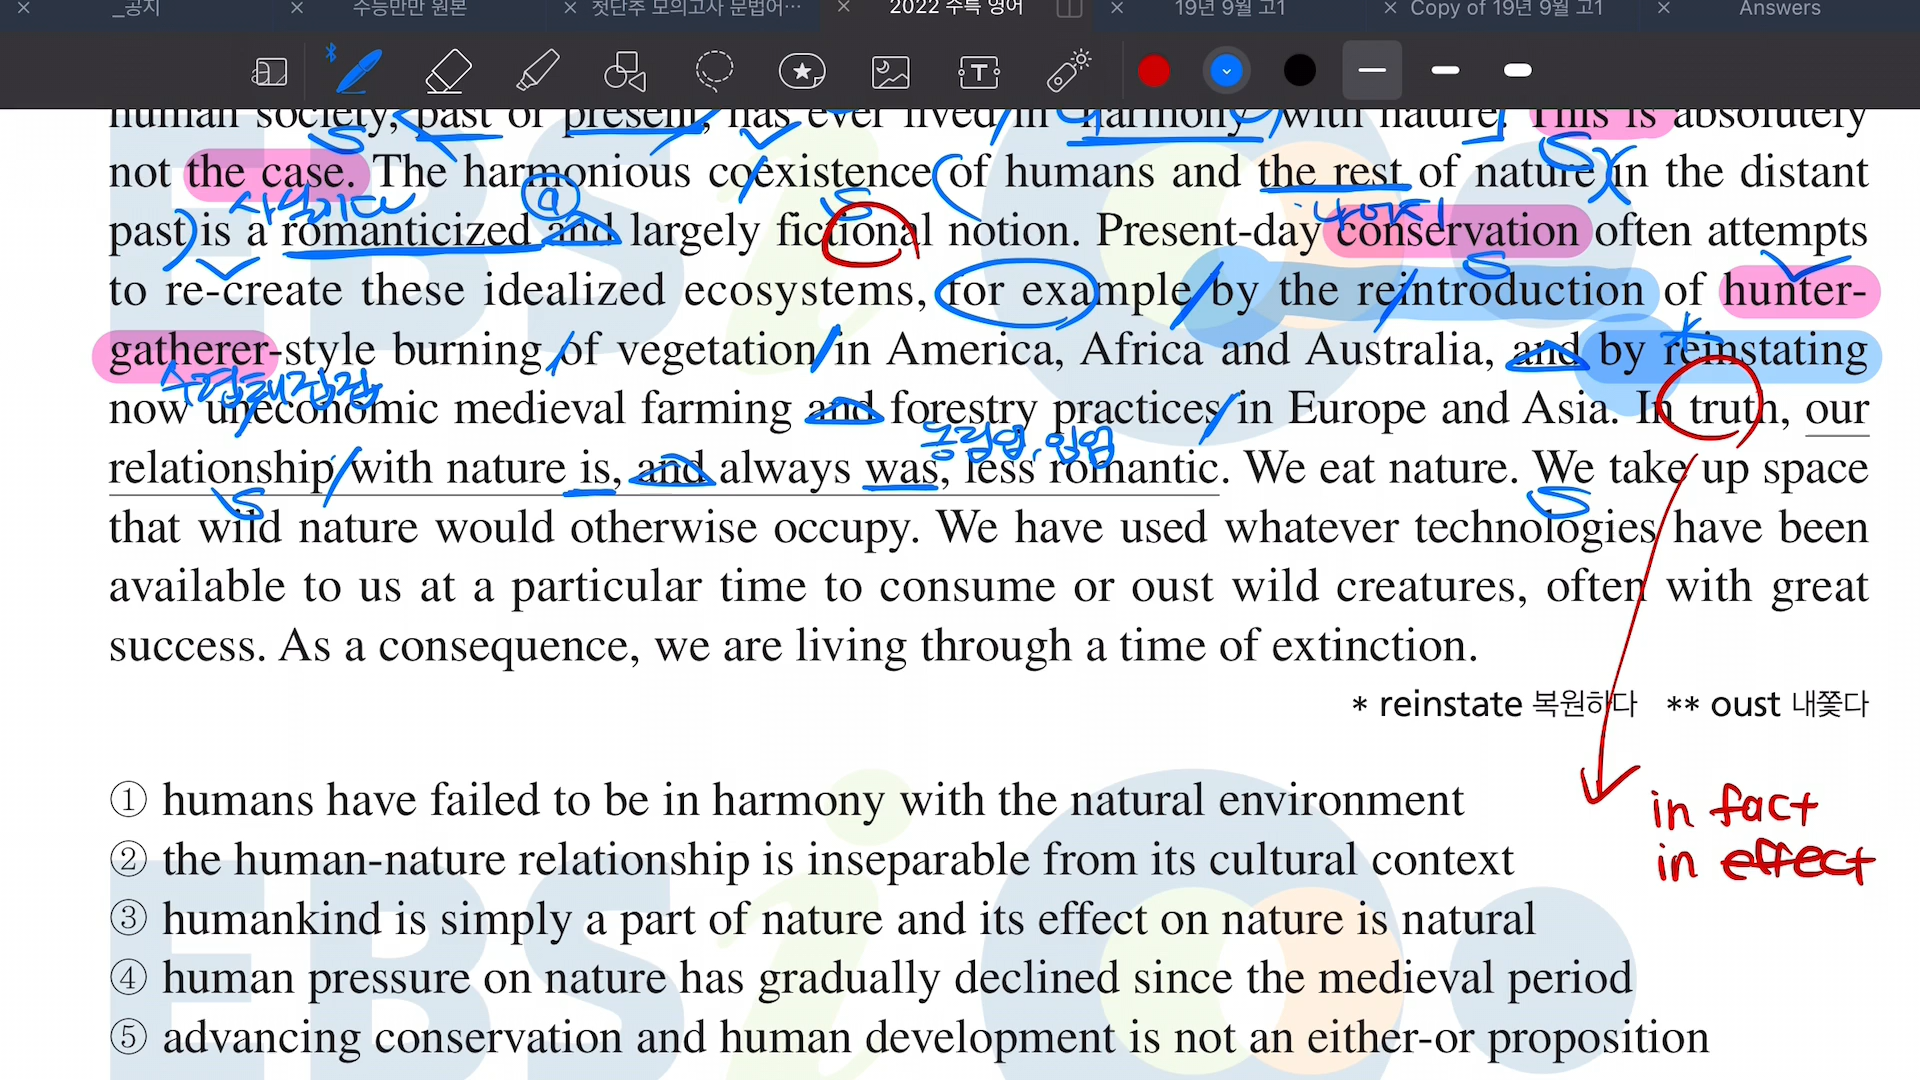 _공지
수능만만 원본
첫단추 모의고사 문법어…
2022 수특 영어
19년 9월 고1
Copy of 19년 9월 고1
Answers
human society, past or present, has ever lived in harmony with nature. This is absolutely
not the case. The harmonious coexistence of humans and the rest of nature in the distant
past is a romanticized and largely fictional notion. Present-day conservation often attempts
to re-create these idealized ecosystems, for example by the reintroduction of hunter-
gatherer-style burning of vegetation in America, Africa and Australia, and by reinstating
수렵채집집
now uneconomic medieval farming and forestry practices in Europe and Asia. In truth, our
relationship with nature is, and always was, less romantic. We eat nature. We take up space
that wild nature would otherwise occupy. We have used whatever technologies have been
available to us at a particular time to consume or oust wild creatures, often with great
success. As a consequence, we are living through a time of extinction.
* reinstate 복원하다 ** oust 내쫓다
① humans have failed to be in harmony with the natural environment
in fact
② the human-nature relationship is inseparable from its cultural context
in effect
③ humankind is simply a part of nature and its effect on nature is natural
④ human pressure on nature has gradually declined since the medieval period
⑤ advancing conservation and human development is not an either-or proposition